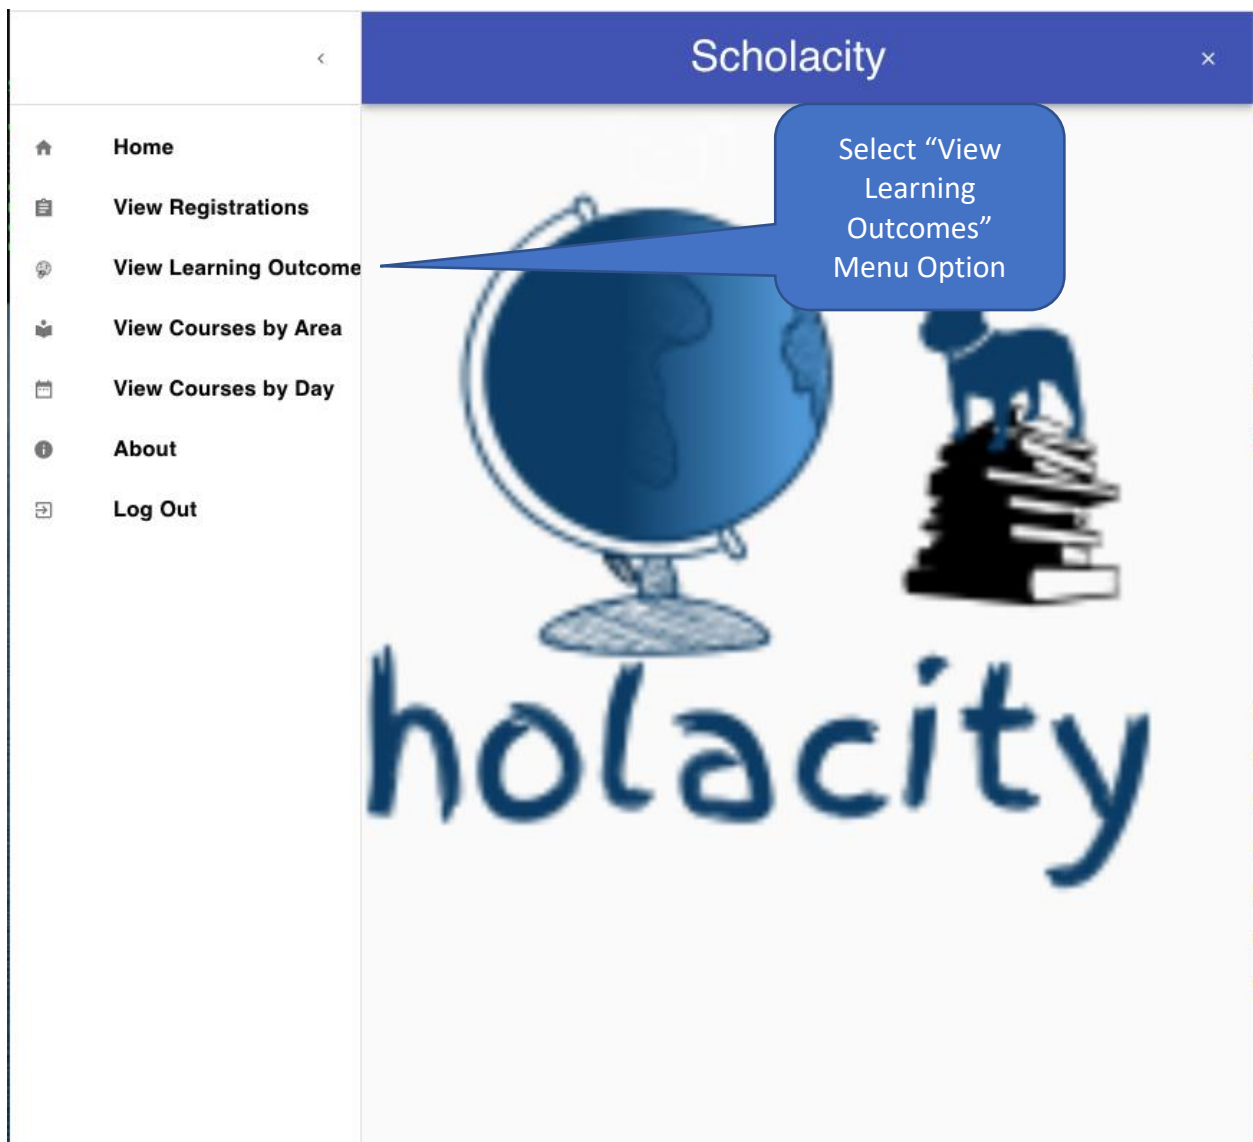 Scholacity
Home
View Registrations
View Learning Outcome
View Courses by Area
View Courses by Day
About
Log Out
Select “View
Learning
Outcomes”
Menu Option
holacity